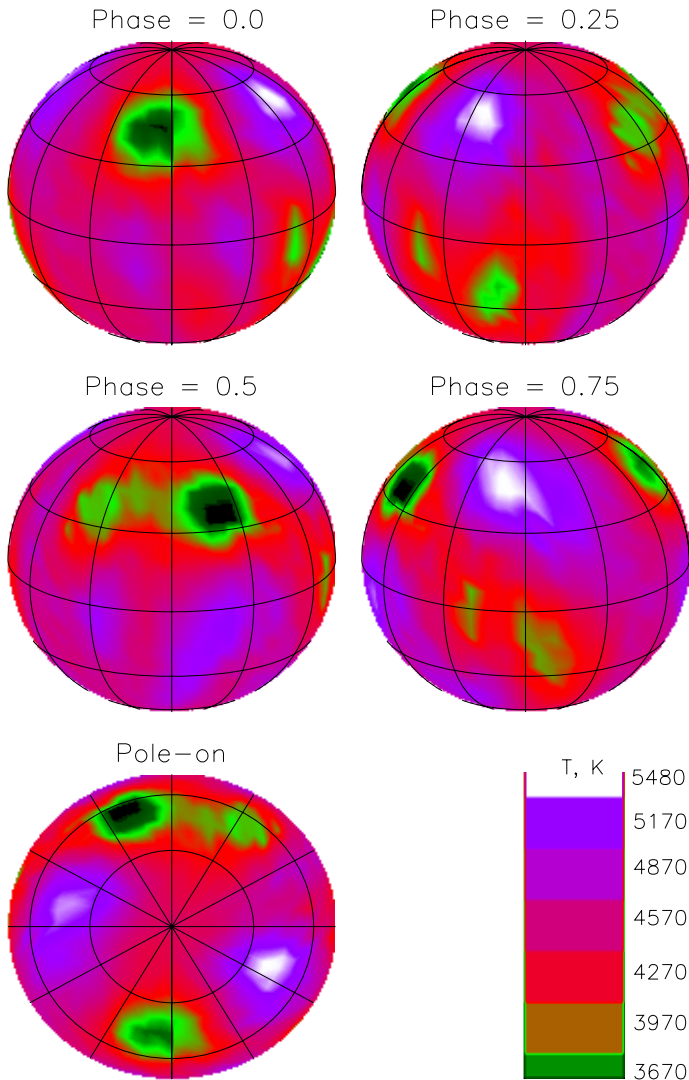 Phase = 0.0
Phase = 0.25
Phase = 0.5
Phase = 0.75
Pole-on
T, K
5480
5170
4870
4570
4270
3970
3670